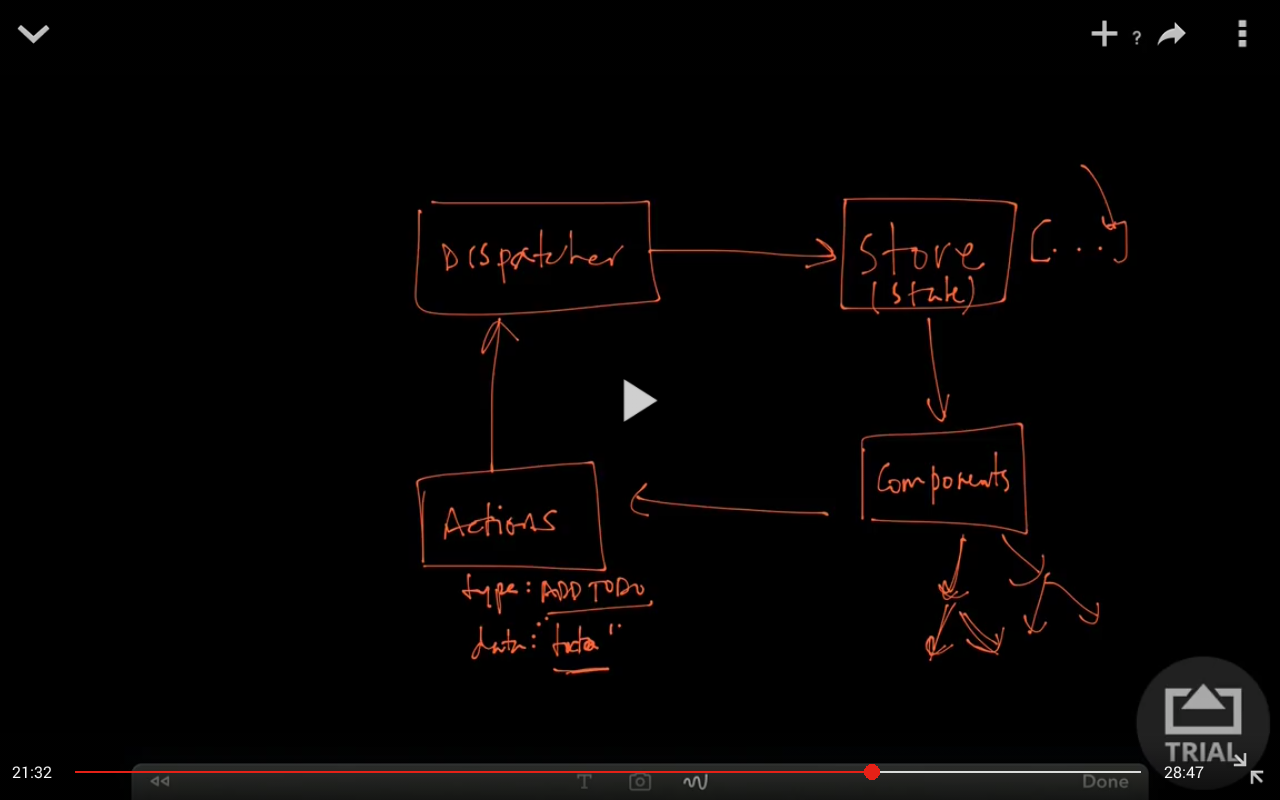 ?
Dispatcher
Store
(state)
[...]
Components
Actions
type: ADD TODO
data: "todo"
TRIAL
21:32
28:47
T
Done